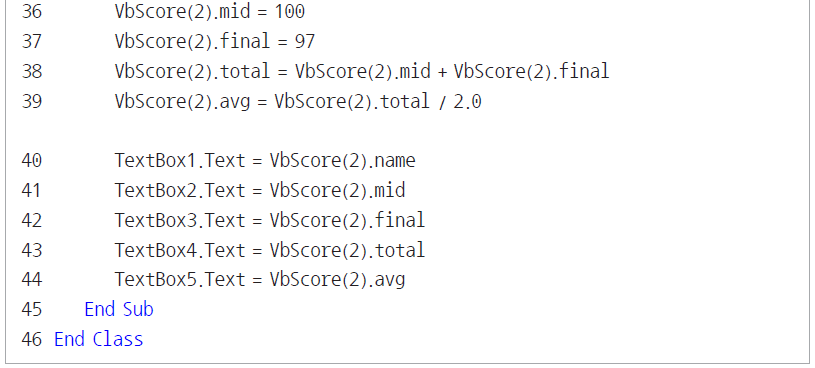 36 VbScore(2).mid = 100
37 VbScore(2).final = 97
38 VbScore(2).total = VbScore(2).mid + VbScore(2).final
39 VbScore(2).avg = VbScore(2).total / 2.0
40 TextBox1.Text = VbScore(2).name
41 TextBox2.Text = VbScore(2).mid
42 TextBox3.Text = VbScore(2).final
43 TextBox4.Text = VbScore(2).total
44 TextBox5.Text = VbScore(2).avg
45 End Sub
46 End Class